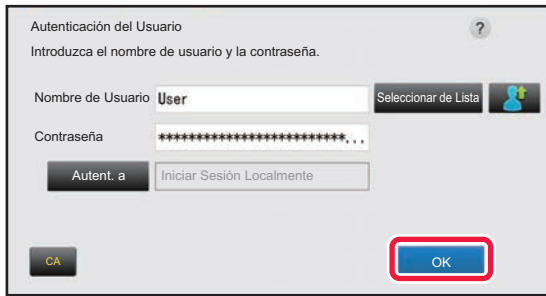 Autenticación del Usuario
?
Introduzca el nombre de usuario y la contraseña.
Nombre de Usuario User Seleccionar de Lista
Contraseña *************************...
Autent. a Iniciar Sesión Localmente
CA OK